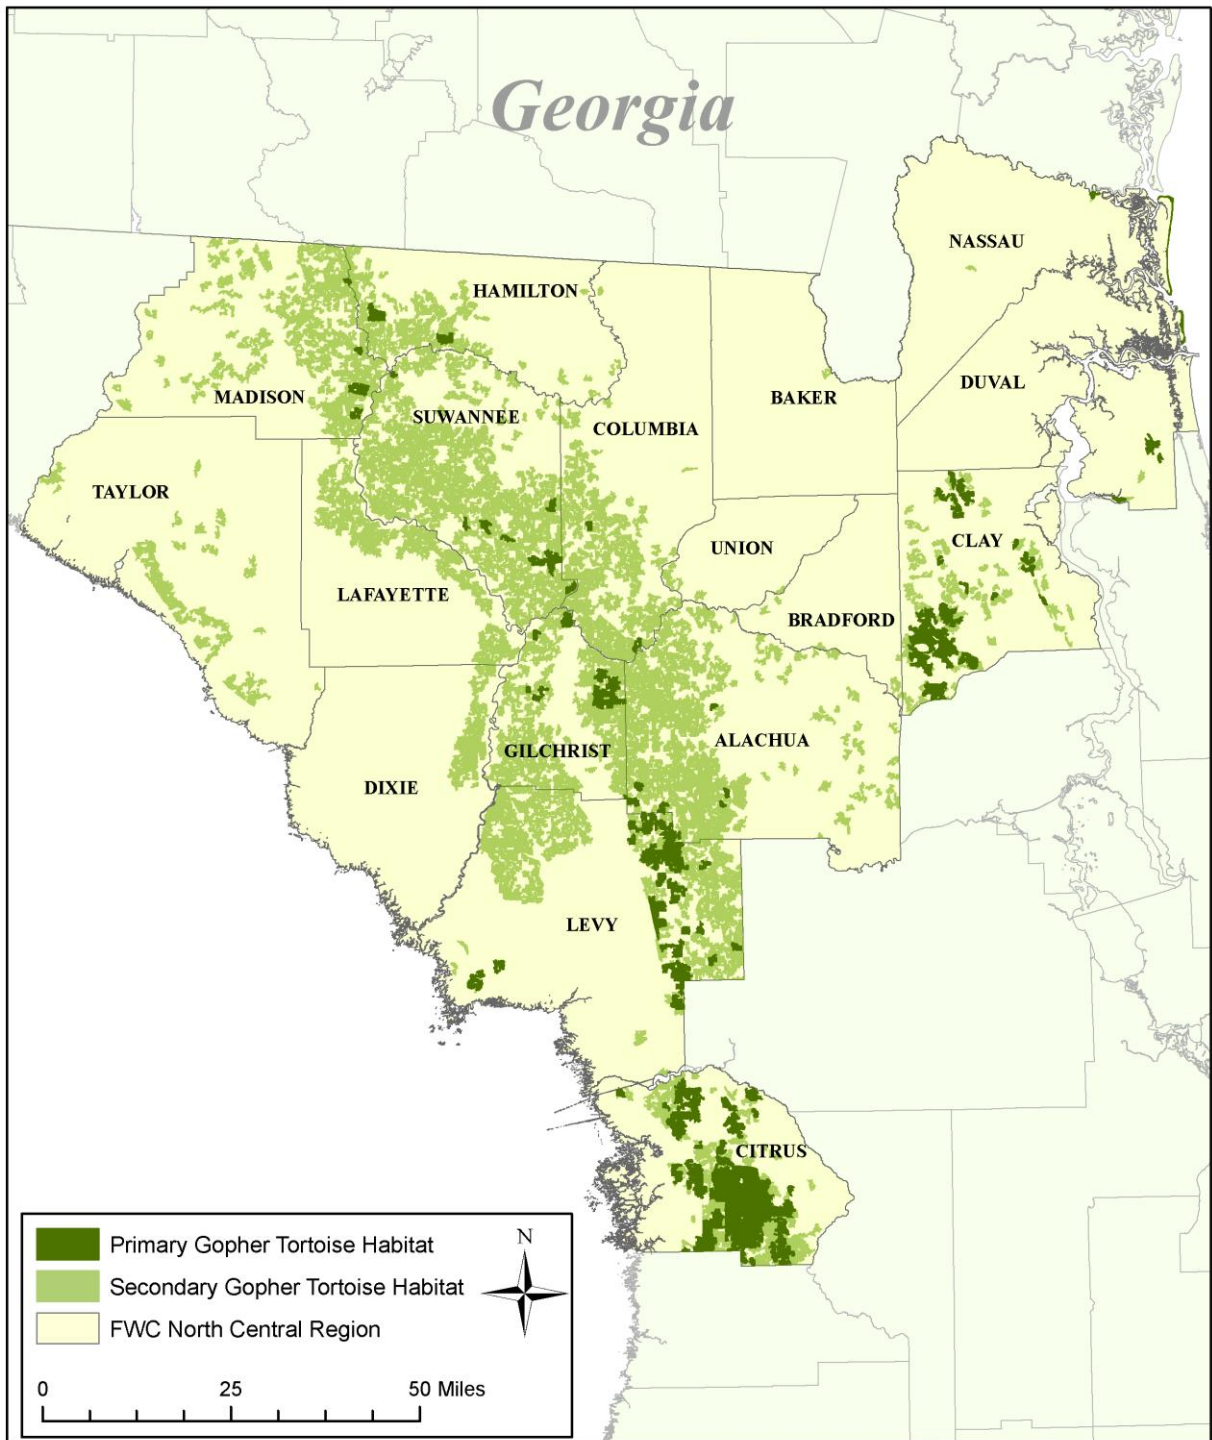 Georgia
NASSAU
HAMILTON
DUVAL
MADISON
BAKER
SUWANNEE
COLUMBIA
TAYLOR
UNION
CLAY
LAFAYETTE
BRADFORD
ALACHUA
GILCHRIST
DIXIE
LEVY
CITRUS
Primary Gopher Tortoise Habitat
N
Secondary Gopher Tortoise Habitat
FWC North Central Region
0 25 50 Miles